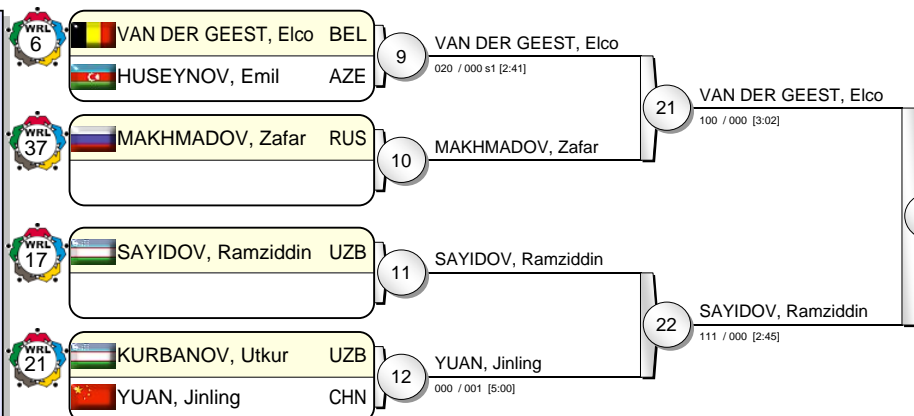 WRL
6
VAN DER GEEST, Elco BEL
HUSEYNOV, Emil AZE
9
VAN DER GEEST, Elco
020 / 000 s1 [2:41]
WRL
37
MAKHMADOV, Zafar RUS
10
MAKHMADOV, Zafar
21
VAN DER GEEST, Elco
100 / 000 [3:02]
WRL
17
SAYIDOV, Ramziddin UZB
11
SAYIDOV, Ramziddin
WRL
21
KURBANOV, Utkur UZB
YUAN, Jinling CHN
12
YUAN, Jinling
000 / 001 [5:00]
22
SAYIDOV, Ramziddin
111 / 000 [2:45]